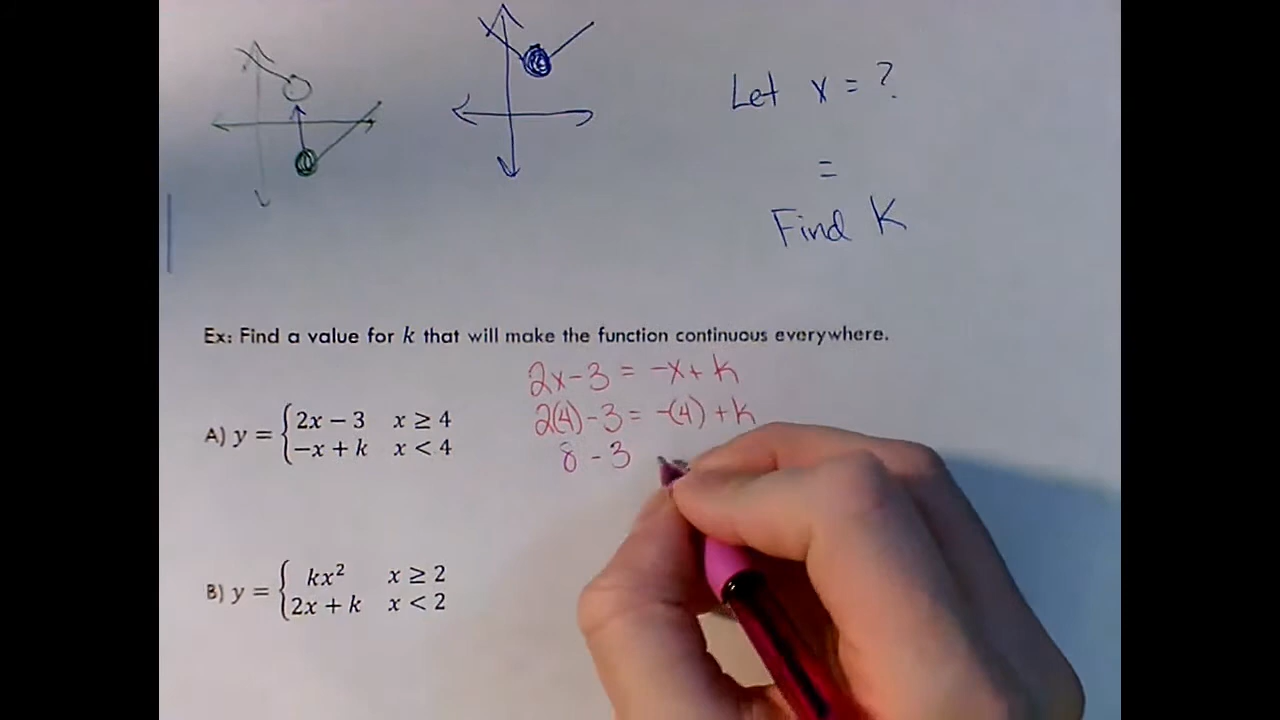 Let x = ?
=
Find K
Ex: Find a value for k that will make the function continuous everywhere.
2x - 3 = -x + k
A) y = { 2x − 3 x ≥ 4
−x + k x < 4
2(4) - 3 = -(4) + k
8 - 3
B) y = { kx² x ≥ 2
2x + k x < 2